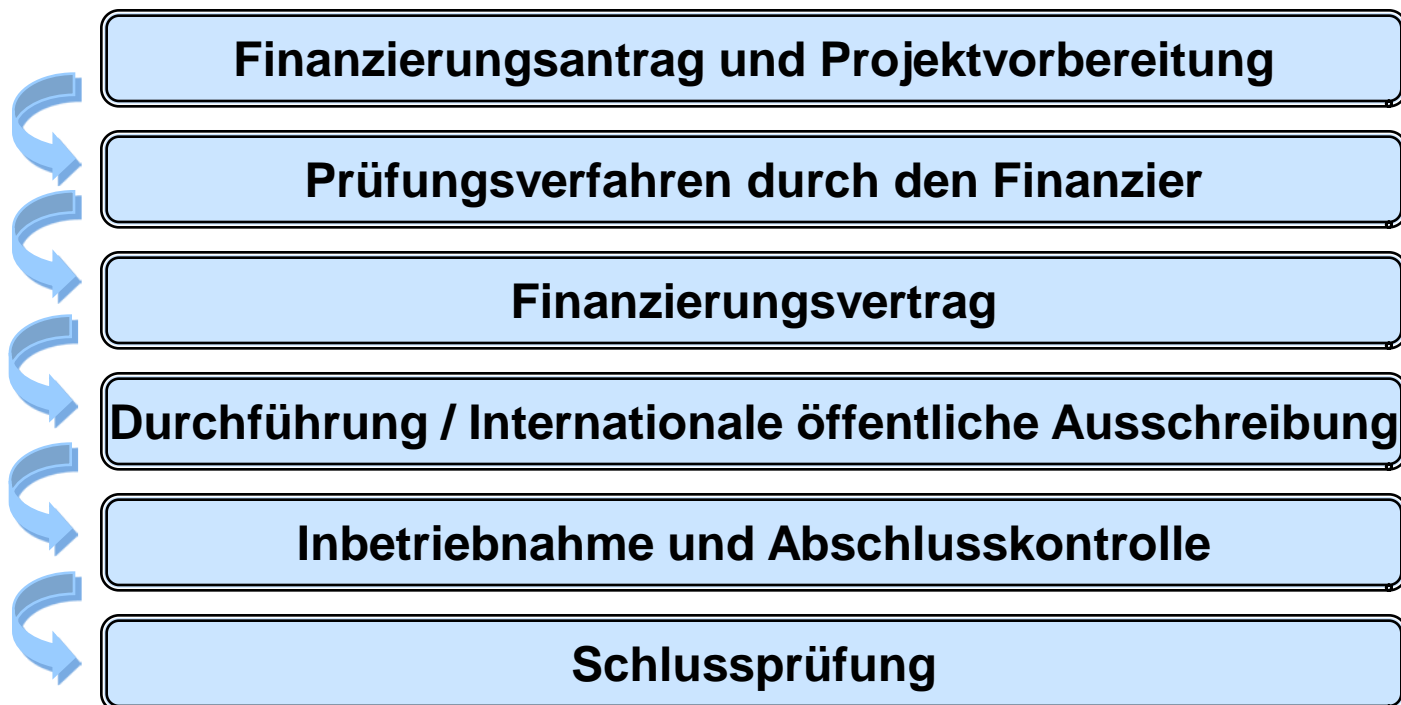 Finanzierungsantrag und Projektvorbereitung
Prüfungsverfahren durch den Finanzier
Finanzierungsvertrag
Durchführung / Internationale öffentliche Ausschreibung
Inbetriebnahme und Abschlusskontrolle
Schlussprüfung